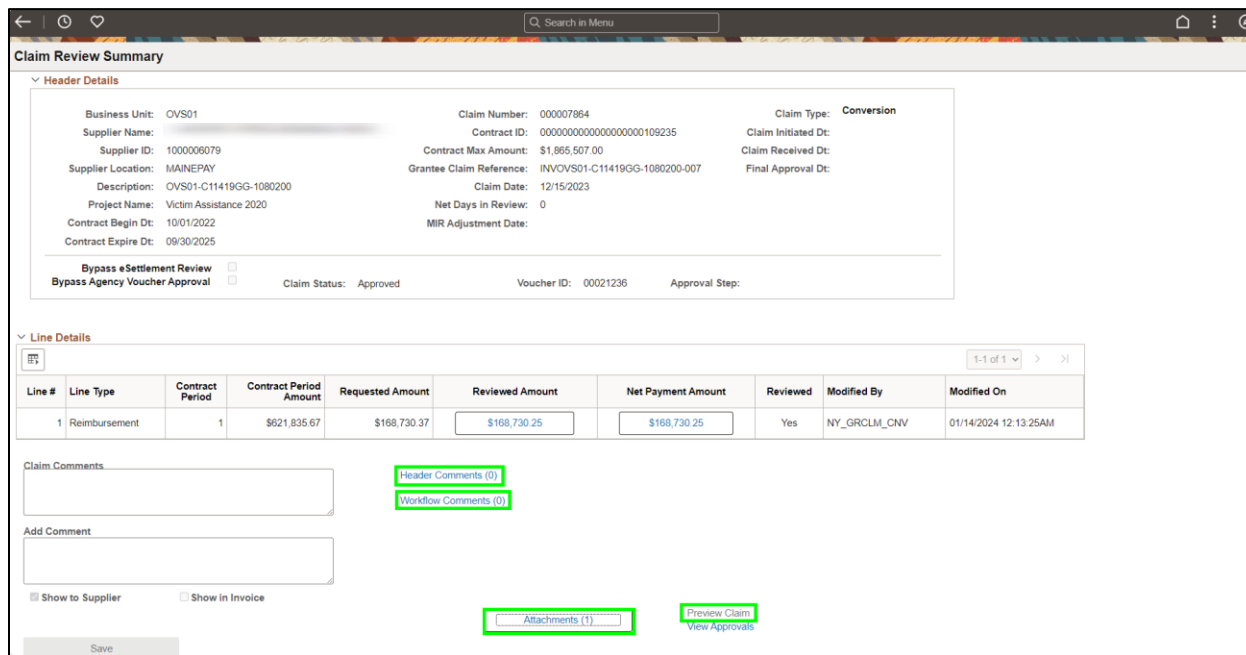 Search in Menu
Claim Review Summary
Header Details
Business Unit: OVS01
Claim Number: 000007864
Claim Type: Conversion
Supplier Name:
Contract ID: 0000000000000000000109235
Claim Initiated Dt:
Supplier ID: 1000006079
Contract Max Amount: $1,865,507.00
Claim Received Dt:
Supplier Location: MAINEPAY
Grantee Claim Reference: INVOVS01-C11419GG-1080200-007
Final Approval Dt:
Description: OVS01-C11419GG-1080200
Claim Date: 12/15/2023
Project Name: Victim Assistance 2020
Net Days in Review: 0
Contract Begin Dt: 10/01/2022
MIR Adjustment Date:
Contract Expire Dt: 09/30/2025
Bypass eSettlement Review
Bypass Agency Voucher Approval
Claim Status: Approved
Voucher ID: 00021236
Approval Step:
Line Details
1-1 of 1
Line # Line Type Contract Period Contract Period Amount Requested Amount Reviewed Amount Net Payment Amount Reviewed Modified By Modified On
1 Reimbursement 1 $621,835.67 $168,730.37 $168,730.25 $168,730.25 Yes NY_GRCLM_CNV 01/14/2024 12:13:25AM
Claim Comments
Header Comments (0)
Workflow Comments (0)
Add Comment
Show to Supplier
Show in Invoice
Attachments (1)
Preview Claim
View Approvals
Save